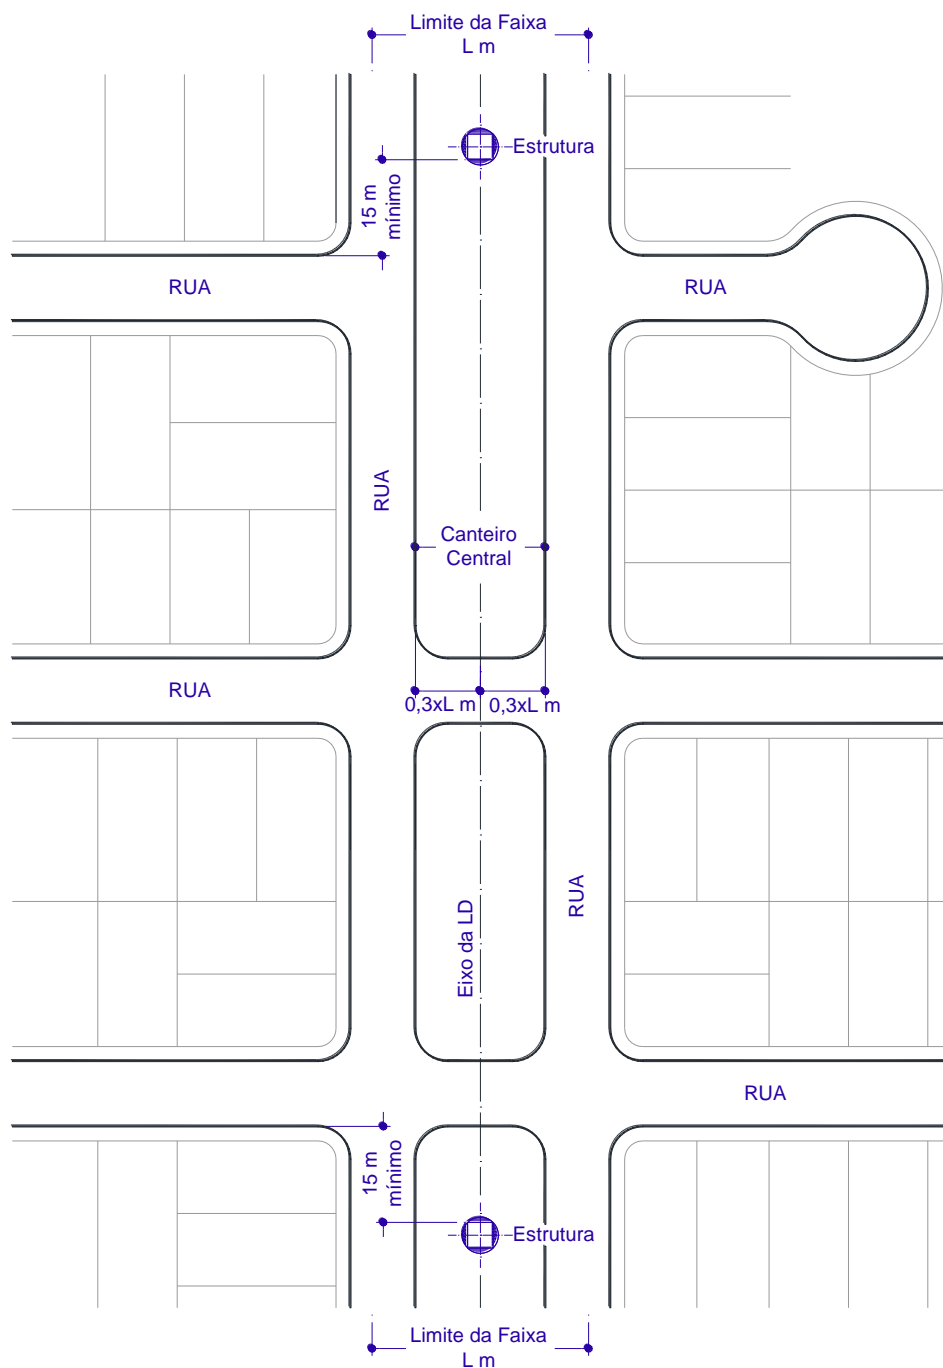 Limite da Faixa
L m
Estrutura
15 m
mínimo
RUA
RUA
RUA
Canteiro
Central
RUA
0,3xL m
0,3xL m
RUA
Eixo da LD
RUA
15 m
mínimo
Estrutura
Limite da Faixa
L m